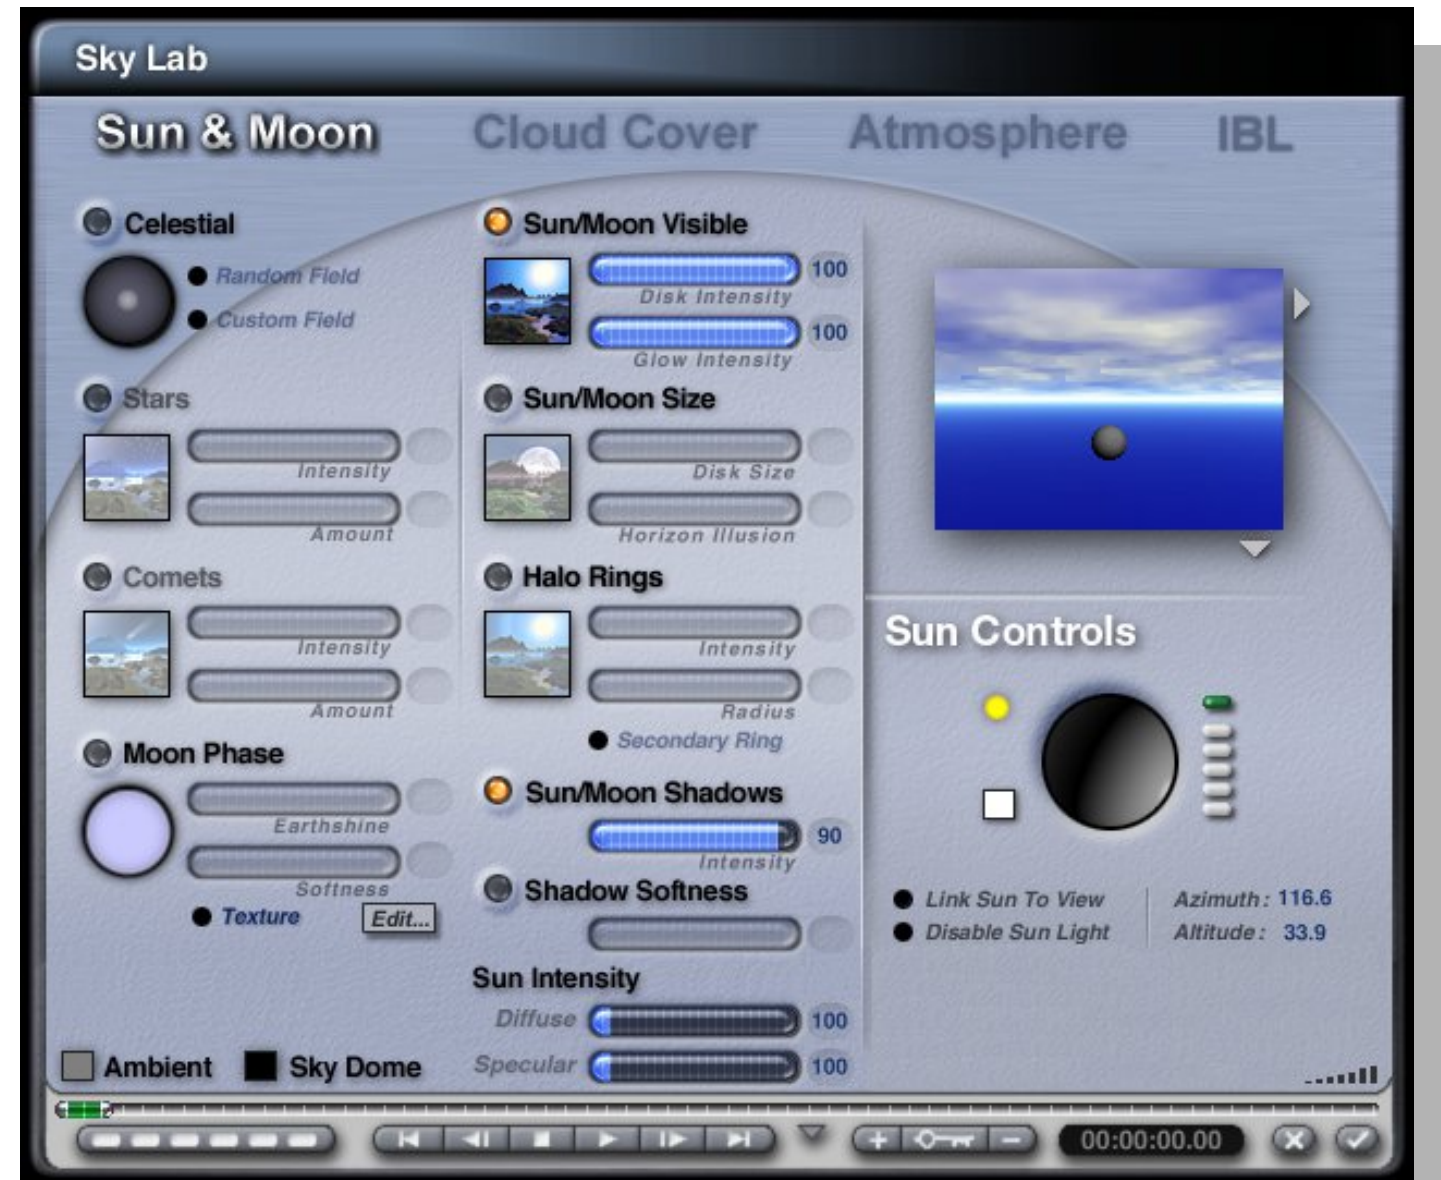 Sky Lab
Sun & Moon
Cloud Cover
Atmosphere
IBL
Celestial
Random Field
Custom Field
Stars
Intensity
Amount
Comets
Intensity
Amount
Moon Phase
Earthshine
Softness
Texture
Edit...
Ambient
Sky Dome
Sun/Moon Visible
100
Disk Intensity
100
Glow Intensity
Sun/Moon Size
Disk Size
Horizon Illusion
Halo Rings
Intensity
Radius
Secondary Ring
Sun/Moon Shadows
90
Intensity
Shadow Softness
Sun Intensity
Diffuse 100
Specular 100
Sun Controls
Link Sun To View
Disable Sun Light
Azimuth: 116.6
Altitude: 33.9
00:00:00.00